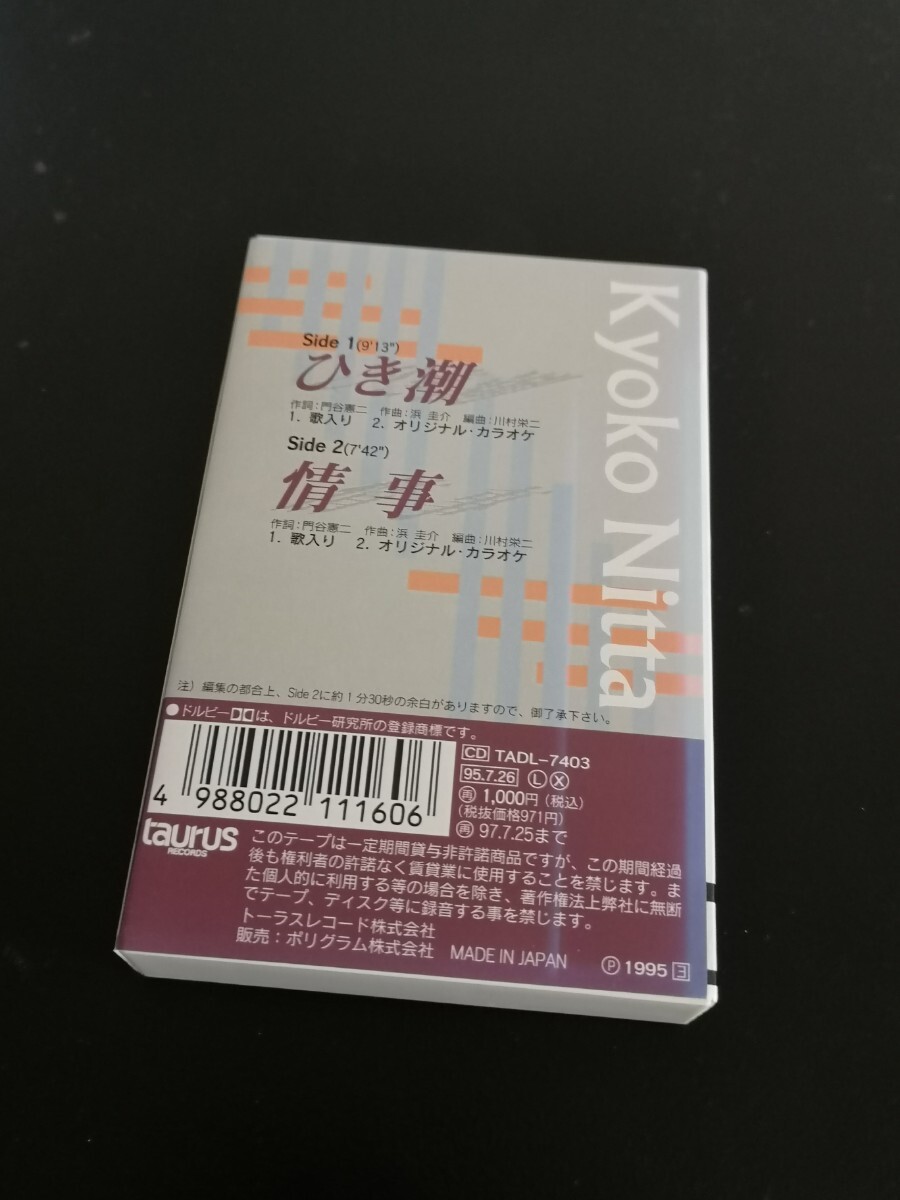 Kyoko Nitta
Side 1(9'13")
ひき潮
作詞：門谷憲二 作曲：浜 圭介 編曲：川村栄二
1. 歌入り 2. オリジナル・カラオケ
Side 2(7'42")
情 事
作詞：門谷憲二 作曲：浜 圭介 編曲：川村栄二
1. 歌入り 2. オリジナル・カラオケ
注）編集の都合上、Side 2に約1分30秒の余白がありますので、御了承下さい。
●ドルビーは、ドルビー研究所の登録商標です。
CD TADL-7403
95.7.26 Ⓛ Ⓧ
再 1,000円（税込）
（税抜価格971円）
再 97.7.25まで
4 988022 111606
taurus
RECORDS
このテープは一定期間貸与非許諾商品ですが、この期間経過
後も権利者の許諾なく賃貸業に使用することを禁じます。ま
た個人的に利用する等の場合を除き、著作権法上弊社に無断
でテープ、ディスク等に録音する事を禁じます。
トーラスレコード株式会社
販売：ポリグラム株式会社 MADE IN JAPAN
Ⓟ 1995 ヨ